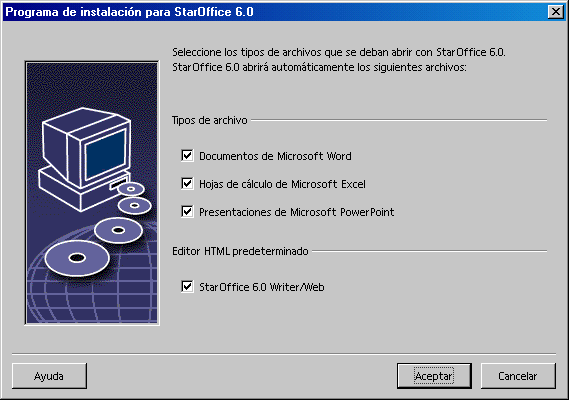 Programa de instalación para StarOffice 6.0
Seleccione los tipos de archivos que se deban abrir con StarOffice 6.0.
StarOffice 6.0 abrirá automáticamente los siguientes archivos:
Tipos de archivo
Documentos de Microsoft Word
Hojas de cálculo de Microsoft Excel
Presentaciones de Microsoft PowerPoint
Editor HTML predeterminado
StarOffice 6.0 Writer/Web
Ayuda
Aceptar
Cancelar